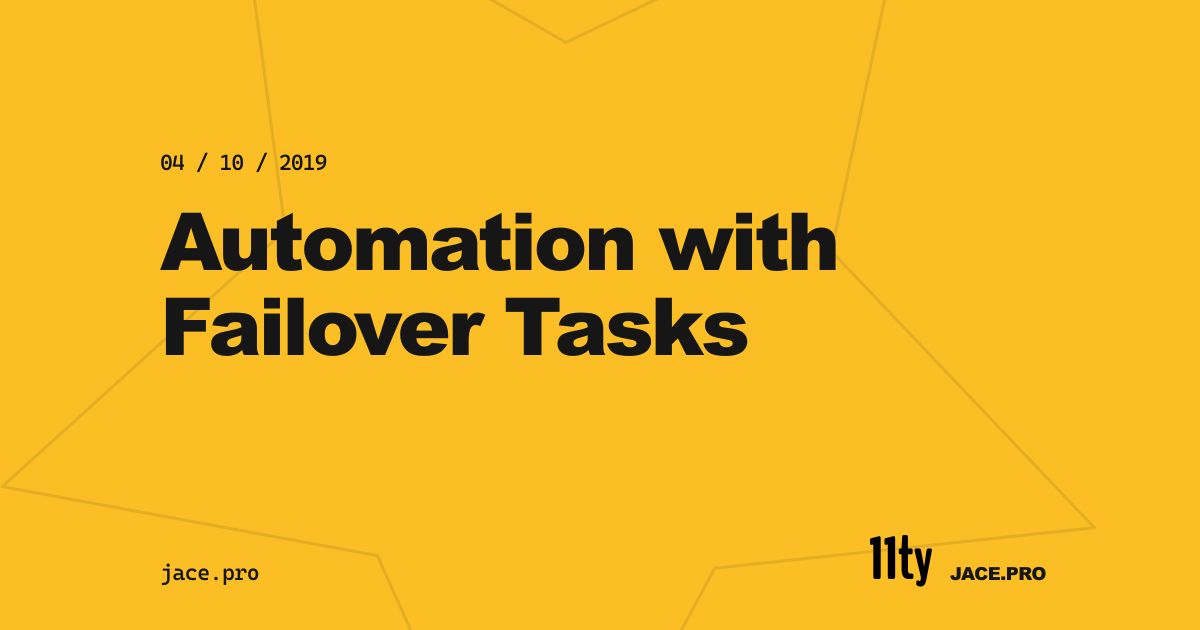 04 / 10 / 2019
Automation with
Failover Tasks
jace.pro
11ty JACE.PRO